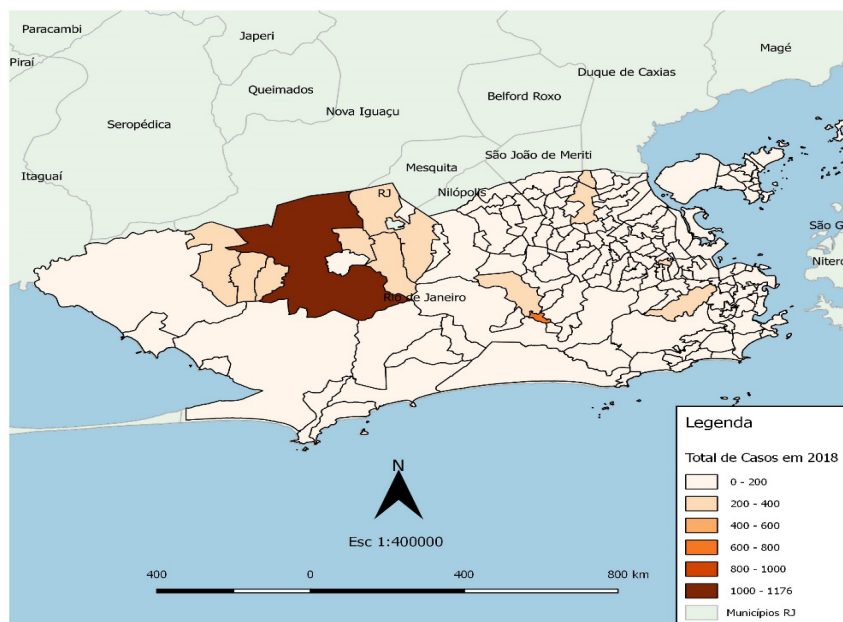 Paracambi
Japeri
Magé
Piraí
Duque de Caxias
Queimados
Belford Roxo
Nova Iguaçu
Seropédica
São João de Meriti
Mesquita
Itaguaí
Nilópolis
RJ
São G
Niterc
Rio de Janeiro
Legenda
Total de Casos em 2018
0 - 200
200 - 400
400 - 600
600 - 800
800 - 1000
1000 - 1176
Municípios RJ
N
Esc 1:400000
400 0 400 800 km